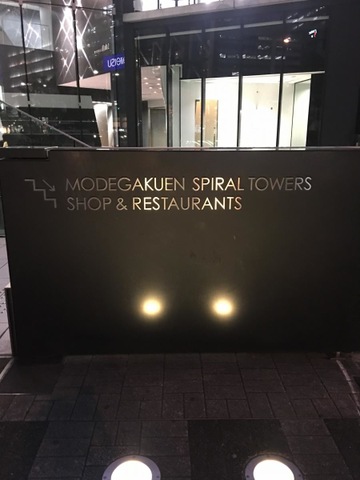 MODEGAKUEN SPIRAL TOWERS
SHOP & RESTAURANTS